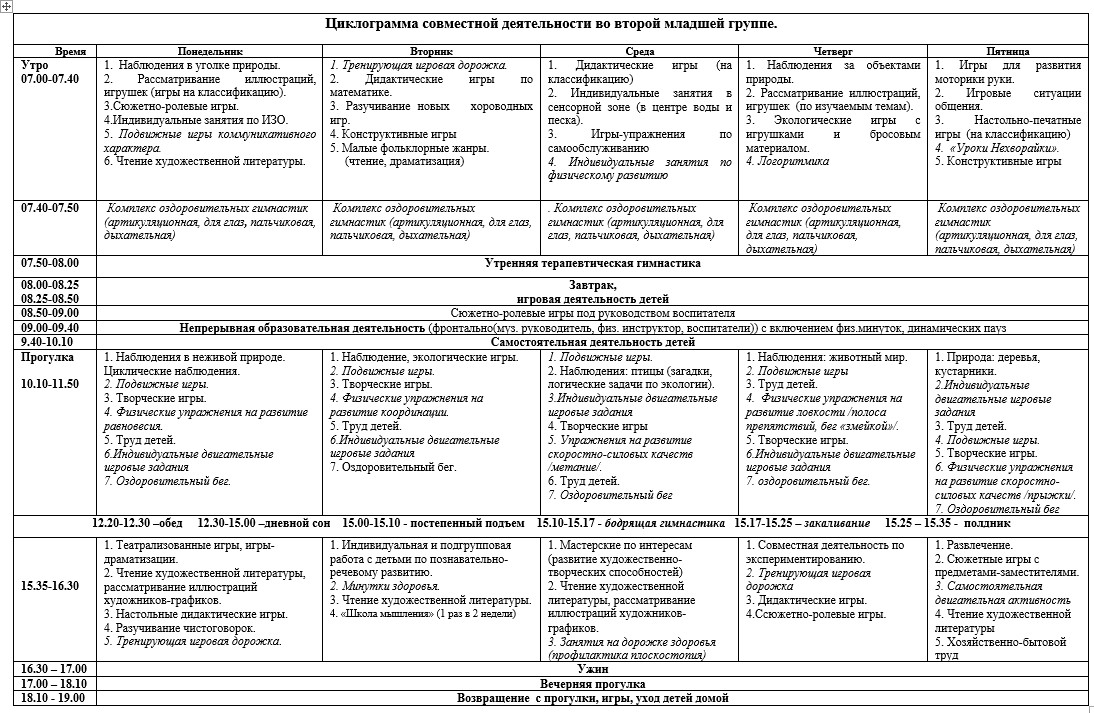 Циклограмма совместной деятельности во второй младшей группе.
Время
Понедельник
Вторник
Среда
Четверг
Пятница
Утро
07.00-07.40
1. Наблюдения в уголке природы.
2. Рассматривание иллюстраций,
игрушек (игры на классификацию).
3.Сюжетно-ролевые игры.
4.Индивидуальные занятия по ИЗО.
5. Подвижные игры коммуникативного
характера.
6. Чтение художественной литературы.
1. Тренирующая игровая дорожка.
2. Дидактические игры по
математике.
3. Разучивание новых хороводных
игр.
4. Конструктивные игры
5. Малые фольклорные жанры.
(чтение, драматизация)
1. Дидактические игры (на
классификацию)
2. Индивидуальные занятия в
сенсорной зоне (в центре воды и
песка).
3. Игры-упражнения по
самообслуживанию
4. Индивидуальные занятия по
физическому развитию
1. Наблюдения за объектами
природы.
2. Рассматривание иллюстраций,
игрушек (по изучаемым темам).
3. Экологические игры с
игрушками и бросовым
материалом.
4. Логоритмика
1. Игры для развития
моторики руки.
2. Игровые ситуации
общения.
3. Настольно-печатные
игры (на классификацию)
4. «Уроки Нехворайки».
5. Конструктивные игры
07.40-07.50
Комплекс оздоровительных гимнастик
(артикуляционная, для глаз, пальчиковая,
дыхательная)
Комплекс оздоровительных
гимнастик (артикуляционная, для глаз,
пальчиковая, дыхательная)
. Комплекс оздоровительных
гимнастик (артикуляционная, для
глаз, пальчиковая, дыхательная)
Комплекс оздоровительных
гимнастик (артикуляционная,
для глаз, пальчиковая,
дыхательная)
Комплекс оздоровительных
гимнастик
(артикуляционная, для глаз,
пальчиковая, дыхательная)
07.50-08.00
Утренняя терапевтическая гимнастика
08.00-08.25
08.25-08.50
Завтрак,
игровая деятельность детей
08.50-09.00
Сюжетно-ролевые игры под руководством воспитателя
09.00-09.40
Непрерывная образовательная деятельность (фронтально(муз. руководитель, физ. инструктор, воспитатели)) с включением физ.минуток, динамических пауз
9.40-10.10
Самостоятельная деятельность детей
Прогулка
10.10-11.50
1. Наблюдения в неживой природе.
Циклические наблюдения.
2. Подвижные игры.
3. Творческие игры.
4. Физические упражнения на развитие
равновесия.
5. Труд детей.
6.Индивидуальные двигательные
игровые задания
7. Оздоровительный бег.
1. Наблюдение, экологические игры.
2. Подвижные игры.
3. Творческие игры.
4. Физические упражнения на
развитие координации.
5. Труд детей.
6.Индивидуальные двигательные
игровые задания
7. Оздоровительный бег.
1. Подвижные игры.
2. Наблюдения: птицы (загадки,
логические задачи по экологии).
3.Индивидуальные двигательные
игровые задания
4. Творческие игры
5. Упражнения на развитие
скоростно-силовых качеств
/метание/.
6. Труд детей.
7. Оздоровительный бег
1. Наблюдения: животный мир.
2. Подвижные игры
3. Труд детей.
4. Физические упражнения на
развитие ловкости /полоса
препятствий, бег «змейкой»/.
5. Творческие игры.
6.Индивидуальные двигательные
игровые задания
7. оздоровительный бег.
1. Природа: деревья,
кустарники.
2.Индивидуальные
двигательные игровые
задания
3. Труд детей.
4. Подвижные игры.
5. Творческие игры.
6. Физические упражнения
на развитие скоростно-
силовых качеств /прыжки/.
7. Оздоровительный бег
12.20-12.30 –обед 12.30-15.00 –дневной сон 15.00-15.10 - постепенный подъем 15.10-15.17 - бодрящая гимнастика 15.17-15.25 – закаливание 15.25 – 15.35 - полдник
15.35-16.30
1. Театрализованные игры, игры-
драматизации.
2. Чтение художественной литературы,
рассматривание иллюстраций
художников-графиков.
3. Настольные дидактические игры.
4. Разучивание чистоговорок.
5. Тренирующая игровая дорожка.
1. Индивидуальная и подгрупповая
работа с детьми по познавательно-
речевому развитию.
2. Минутки здоровья.
3. Чтение художественной литературы.
4. «Школа мышления» (1 раз в 2 недели)
1. Мастерские по интересам
(развитие художественно-
творческих способностей)
2. Чтение художественной
литературы, рассматривание
иллюстраций художников-
графиков.
3. Занятия на дорожке здоровья
(профилактика плоскостопия)
1. Совместная деятельность по
экспериментированию.
2. Тренирующая игровая
дорожка
3. Дидактические игры.
4.Ссюжетно-ролевые игры.
1. Развлечение.
2. Сюжетные игры с
предметами-заместителями.
3. Самостоятельная
двигательная активность
4. Чтение художественной
литературы
5. Хозяйственно-бытовой
труд
16.30 – 17.00
Ужин
17.00 – 18.10
Вечерняя прогулка
18.10 - 19.00
Возвращение с прогулки, игры, уход детей домой